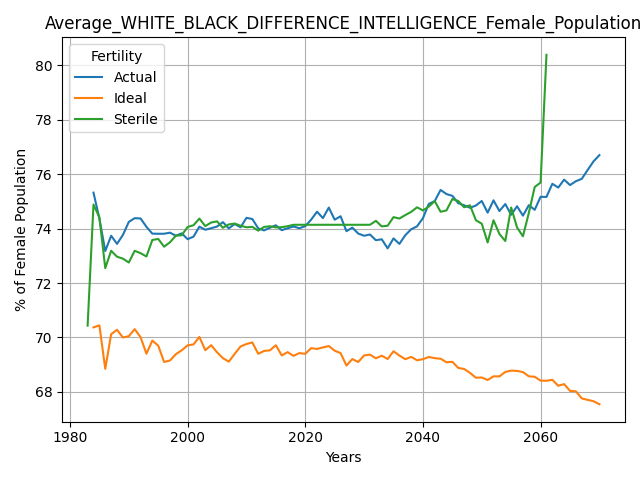 Average_WHITE_BLACK_DIFFERENCE_INTELLIGENCE_Female_Population
Fertility
Actual
Ideal
Sterile
% of Female Population
80
78
76
74
72
70
68
1980
2000
2020
2040
2060
Years